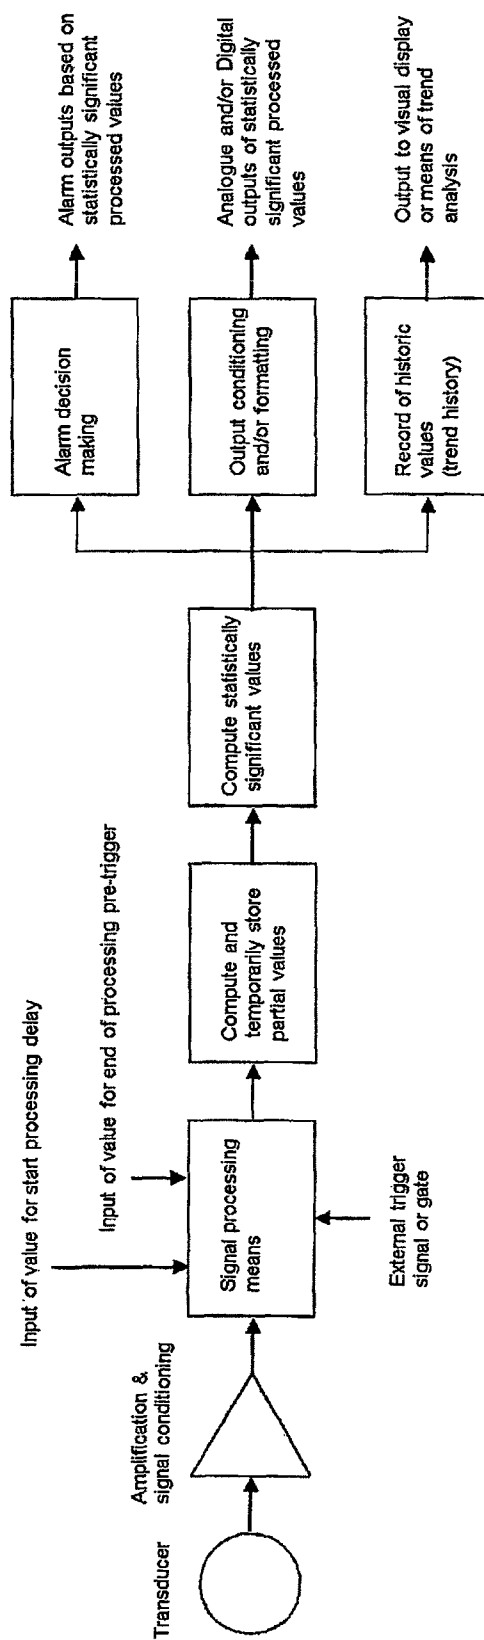 Transducer
Amplification &
signal conditioning
Input of value for start processing delay
Input of value for end of processing pre-trigger
Signal processing
means
External trigger
signal or gate
Compute and
temporarily store
partial values
Compute statistically
significant values
Alarm decision
making
Alarm outputs based on
statistically significant
processed values
Output conditioning
and/or formatting
Analogue and/or Digital
outputs of statistically
significant processed
values
Record of historic
values
(trend history)
Output to visual display
or means of trend
analysis